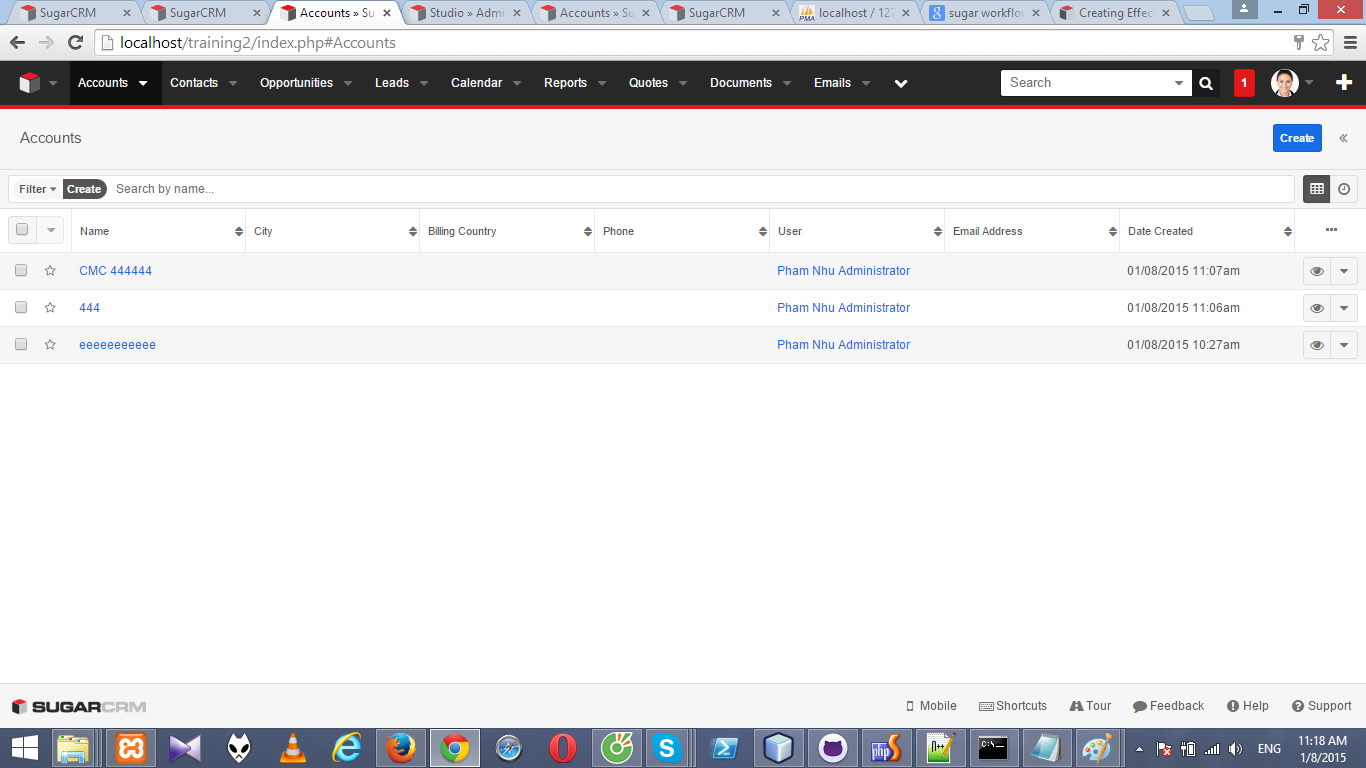 SugarCRM SugarCRM Accounts » Su Studio » Admi Accounts » Su SugarCRM localhost / 127 sugar workflow Creating Effec
localhost/training2/index.php#Accounts
Accounts Contacts Opportunities Leads Calendar Reports Quotes Documents Emails Search 1
Accounts Create
Filter Create Search by name...
Name City Billing Country Phone User Email Address Date Created
CMC 444444 Pham Nhu Administrator 01/08/2015 11:07am
444 Pham Nhu Administrator 01/08/2015 11:06am
eeeeeeeeeee Pham Nhu Administrator 01/08/2015 10:27am
SUGARCRM Mobile Shortcuts Tour Feedback Help Support
ENG 11:18 AM
1/8/2015